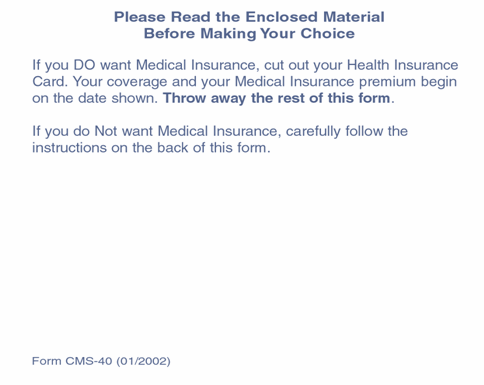 Please Read the Enclosed Material
Before Making Your Choice
If you DO want Medical Insurance, cut out your Health Insurance
Card. Your coverage and your Medical Insurance premium begin
on the date shown. Throw away the rest of this form.
If you do Not want Medical Insurance, carefully follow the
instructions on the back of this form.
Form CMS-40 (01/2002)